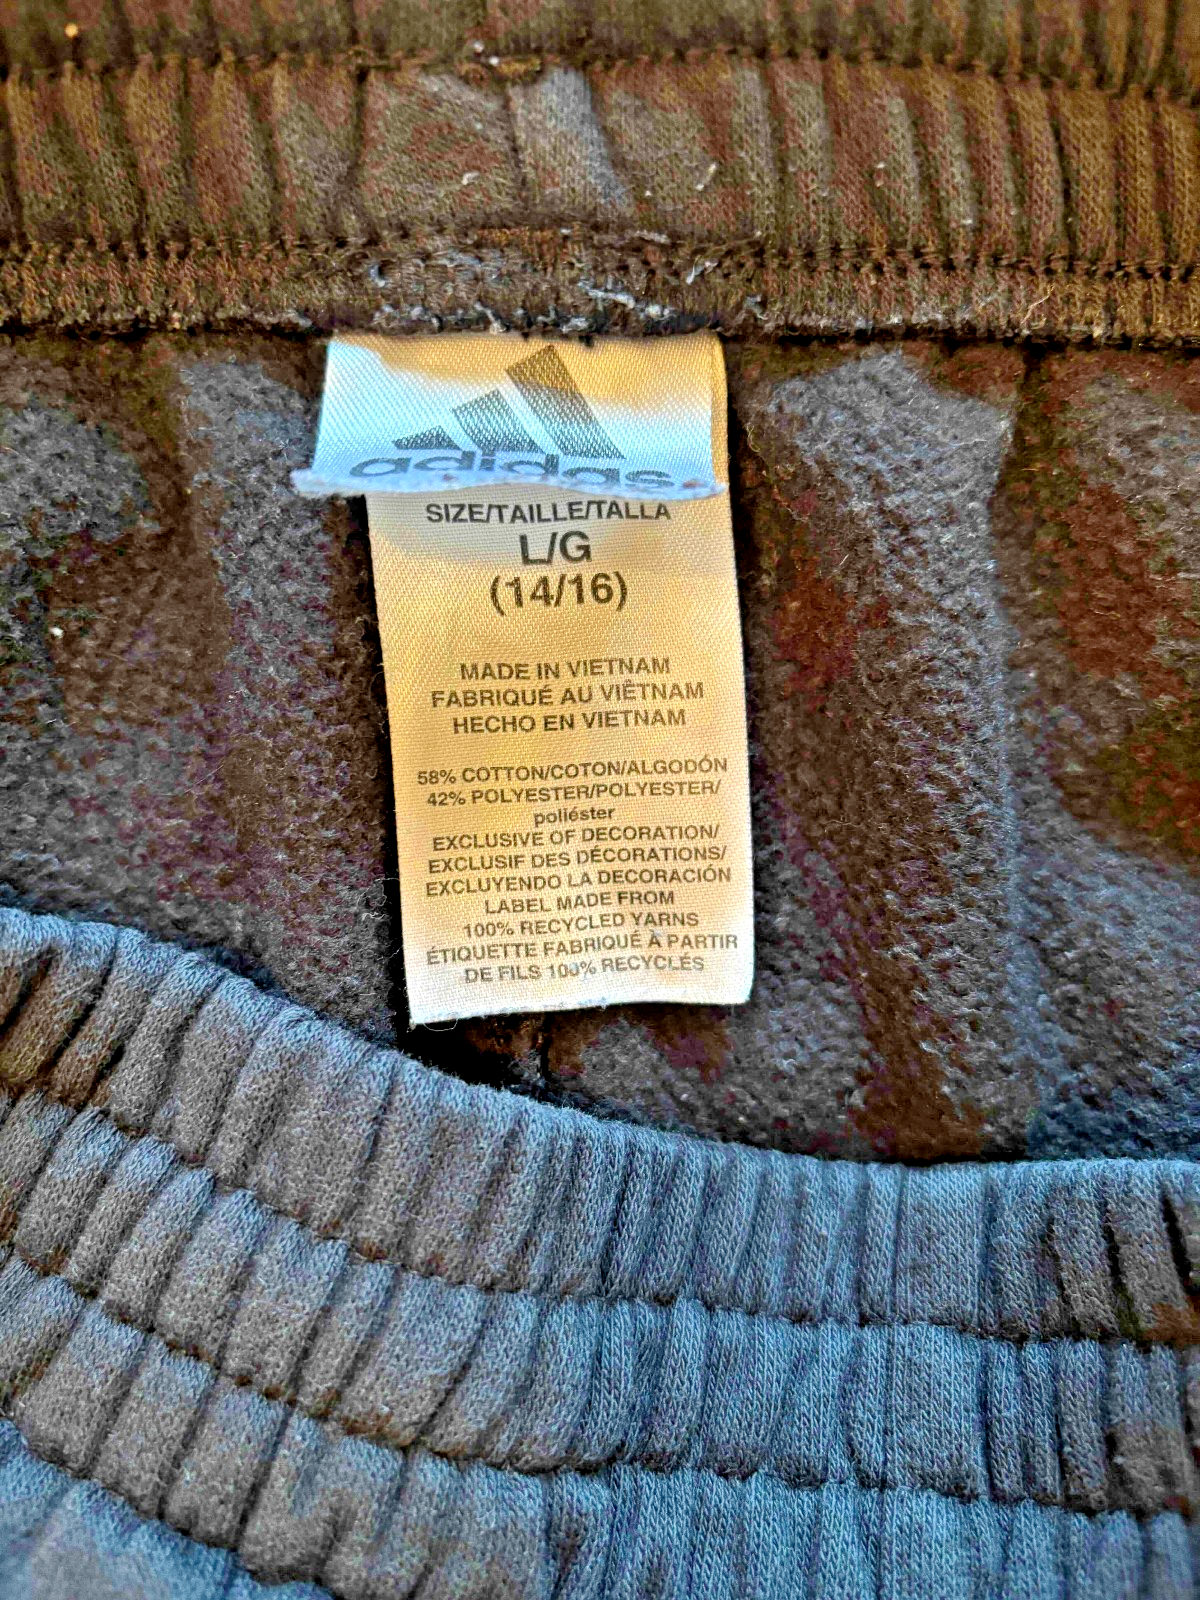 adidas
SIZE/TAILLE/TALLA
L/G
(14/16)
MADE IN VIETNAM
FABRIQUÉ AU VIÊTNAM
HECHO EN VIETNAM
58% COTTON/COTON/ALGODÓN
42% POLYESTER/POLYESTER/
poliéster
EXCLUSIVE OF DECORATION/
EXCLUSIF DES DÉCORATIONS/
EXCLUYENDO LA DECORACIÓN
LABEL MADE FROM
100% RECYCLED YARNS
ÉTIQUETTE FABRIQUÉ À PARTIR
DE FILS 100% RECYCLÉS